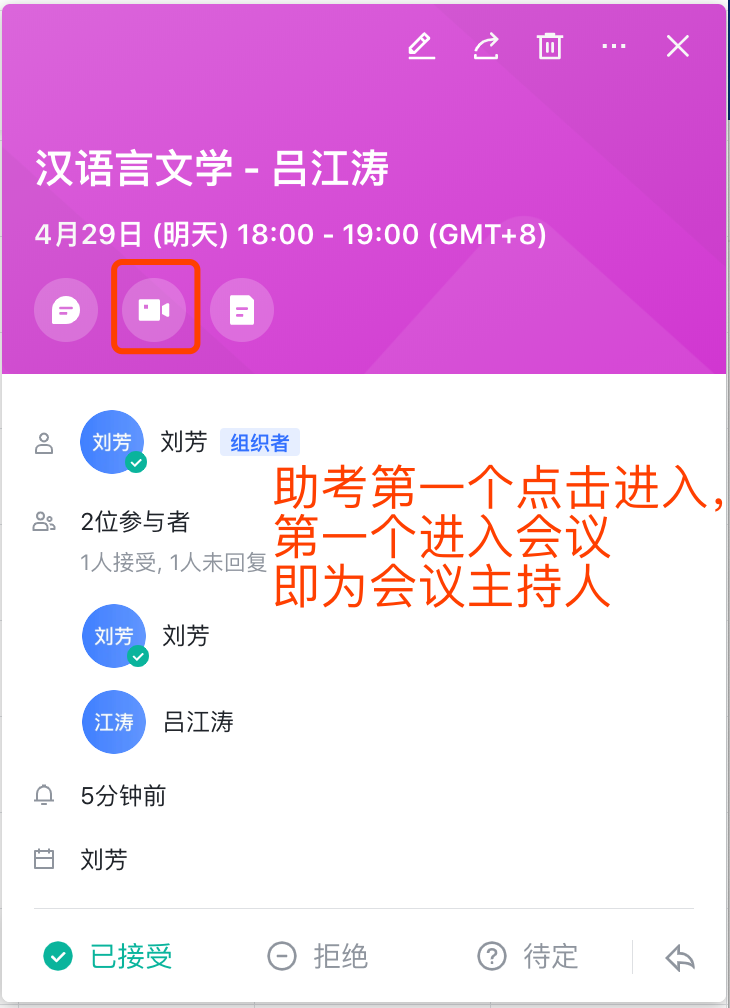 汉语言文学 - 吕江涛
4月29日 (明天) 18:00 - 19:00 (GMT+8)
刘芳 刘芳 组织者
助考第一个点击进入,
第一个进入会议
即为会议主持人
2位参与者
1人接受, 1人未回复
刘芳 刘芳
江涛 吕江涛
5分钟前
刘芳
已接受 拒绝 待定